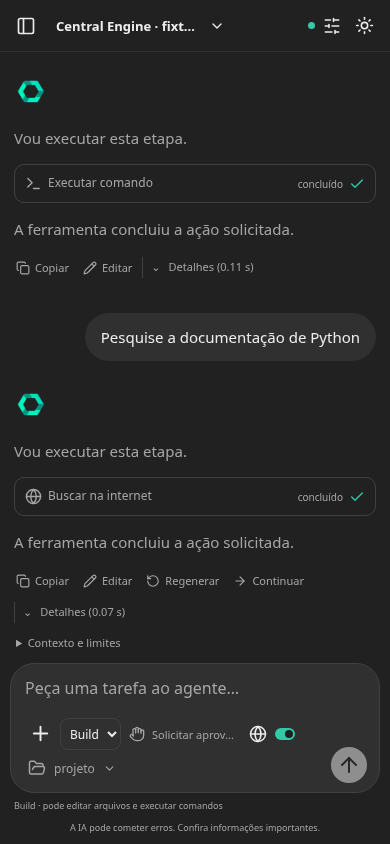 Central Engine · fixt...
Vou executar esta etapa.
Executar comando concluído
A ferramenta concluiu a ação solicitada.
Copiar Editar Detalhes (0.11 s)
Pesquise a documentação de Python
Vou executar esta etapa.
Buscar na internet concluído
A ferramenta concluiu a ação solicitada.
Copiar Editar Regenerar Continuar
Detalhes (0.07 s)
Contexto e limites
Peça uma tarefa ao agente...
Build Solicitar aprov...
projeto
Build · pode editar arquivos e executar comandos
A IA pode cometer erros. Confira informações importantes.